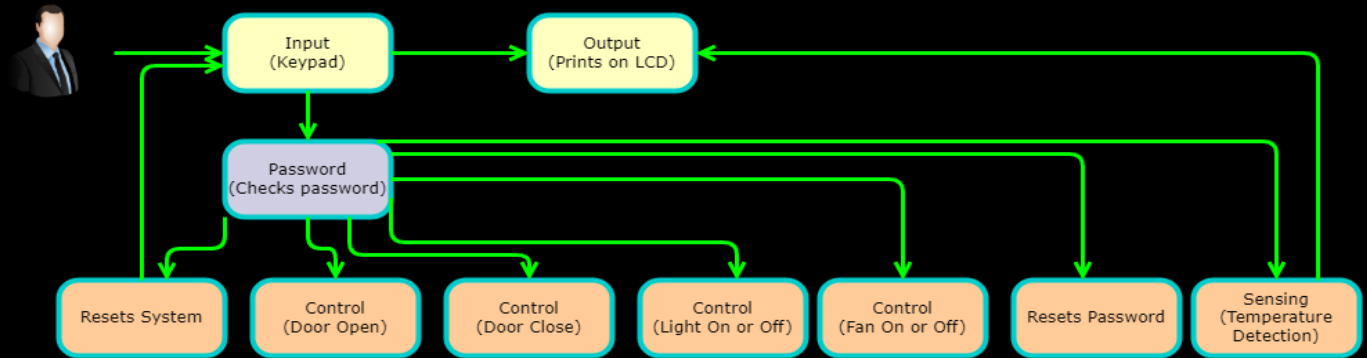 Input
(Keypad)
Output
(Prints on LCD)
Password
(Checks password)
Resets System
Control
(Door Open)
Control
(Door Close)
Control
(Light On or Off)
Control
(Fan On or Off)
Resets Password
Sensing
(Temperature
Detection)